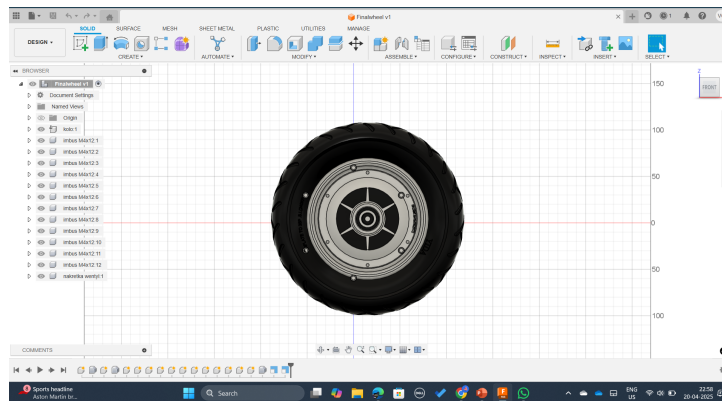 Finalwheel v1
SOLID SURFACE MESH SHEET METAL PLASTIC UTILITIES MANAGE
DESIGN
CREATE AUTOMATE MODIFY ASSEMBLE CONFIGURE CONSTRUCT INSPECT INSERT SELECT
BROWSER
Finalwheel v1
Document Settings
Named Views
Origin
koło:1
imbus M4x12:1
imbus M4x12:2
imbus M4x12:3
imbus M4x12:4
imbus M4x12:5
imbus M4x12:6
imbus M4x12:7
imbus M4x12:8
imbus M4x12:9
imbus M4x12:10
imbus M4x12:11
imbus M4x12:12
nakretka wentyl:1
Z
FRONT
150
100
50
0
50
100
COMMENTS
Sports headline
Aston Martin br...
Search
ENG
US
22:58
20-04-2025